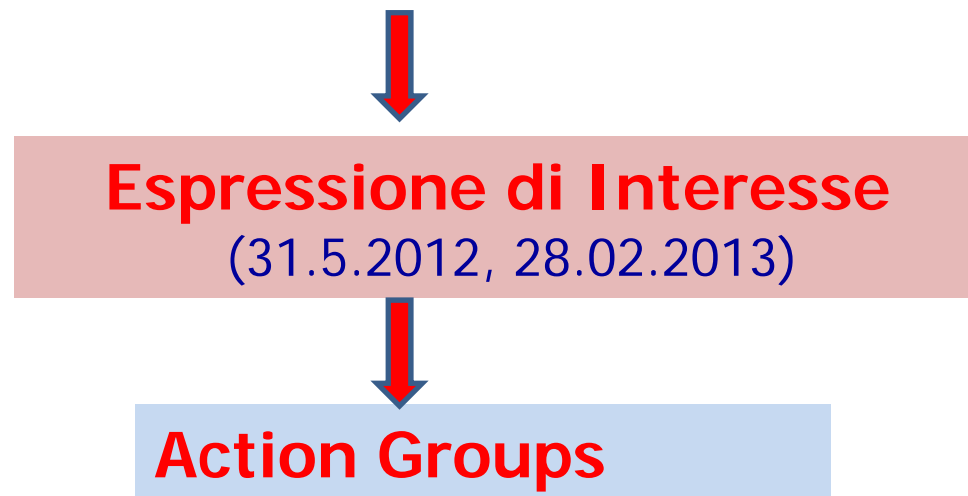 Espressione di Interesse
(31.5.2012, 28.02.2013)
Action Groups